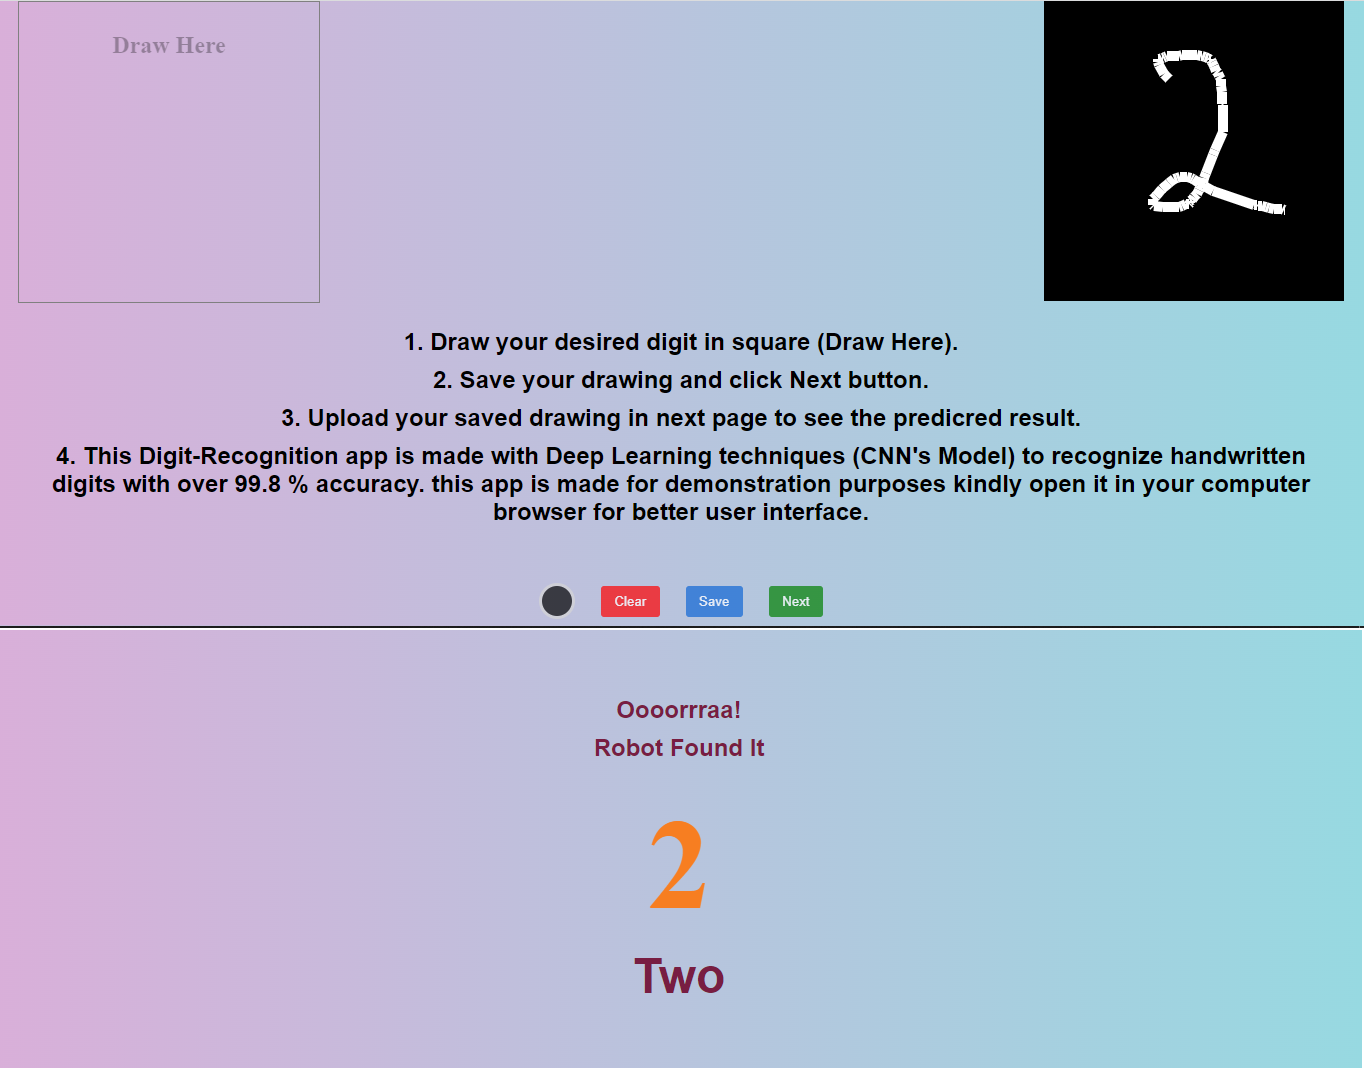 Draw Here
2
1. Draw your desired digit in square (Draw Here).
2. Save your drawing and click Next button.
3. Upload your saved drawing in next page to see the predicred result.
4. This Digit-Recognition app is made with Deep Learning techniques (CNN's Model) to recognize handwritten
digits with over 99.8 % accuracy. this app is made for demonstration purposes kindly open it in your computer
browser for better user interface.
Clear Save Next
Oooorrraa!
Robot Found It
2
Two